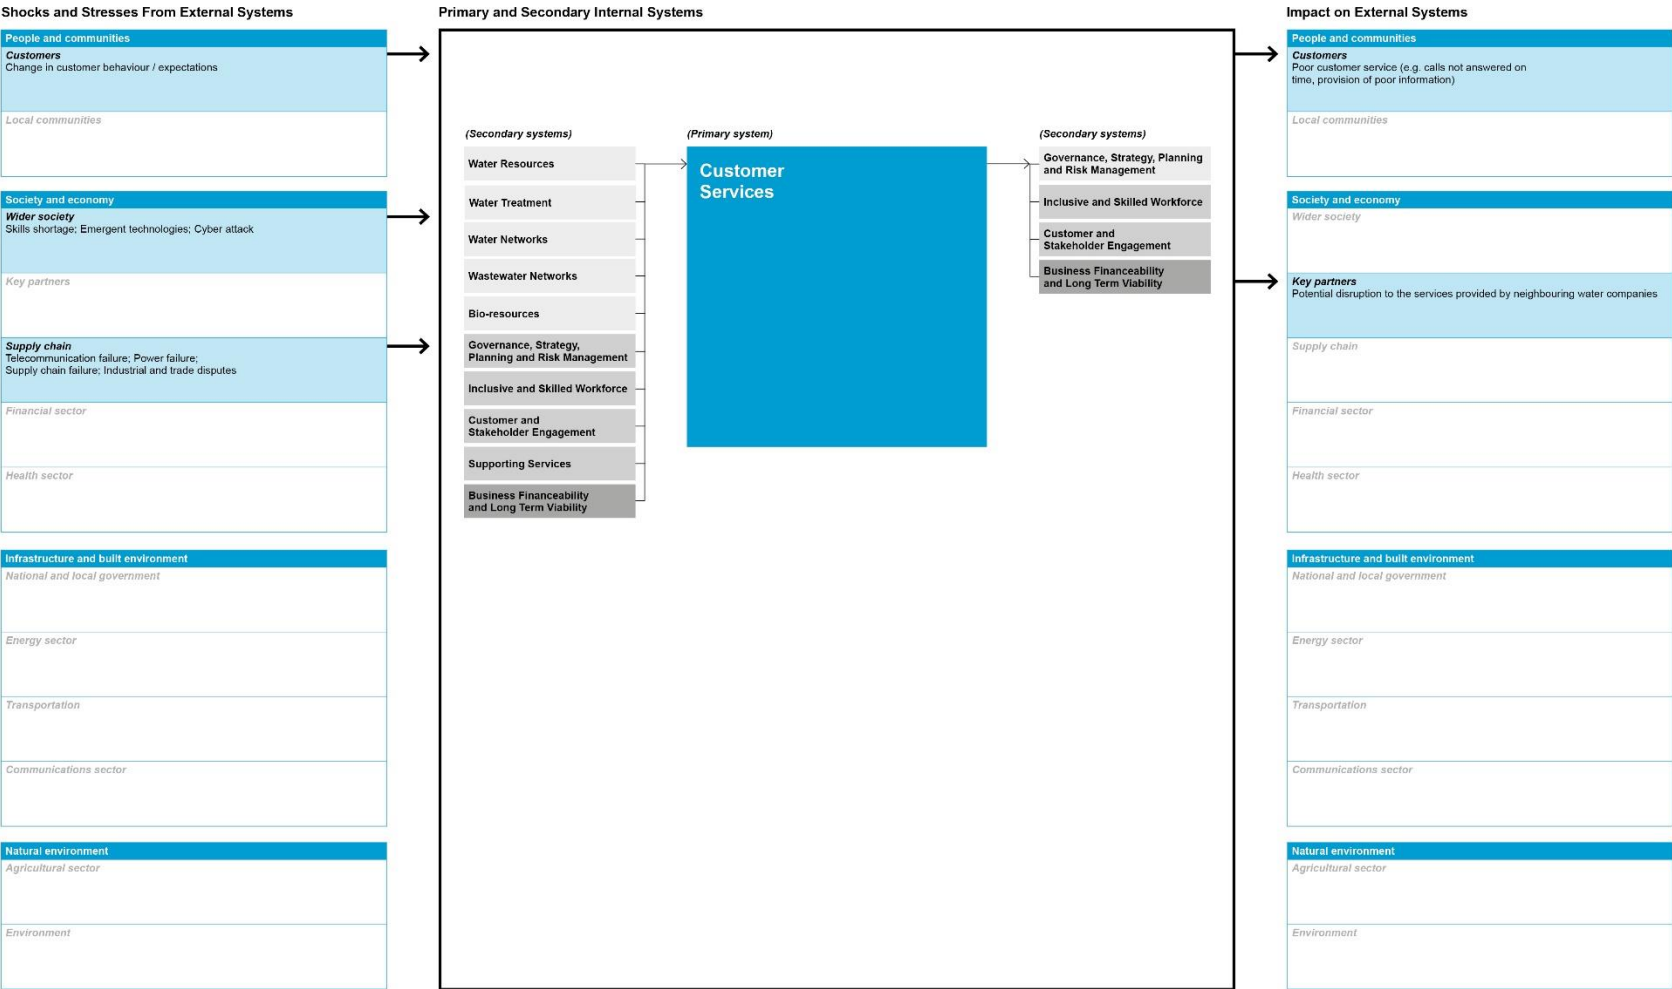 Shocks and Stresses From External Systems
People and communities
Customers
Change in customer behaviour / expectations
Local communities
Society and economy
Wider society
Skills shortage; Emergent technologies; Cyber attack
Key partners
Supply chain
Telecommunication failure; Power failure;
Supply chain failure; Industrial and trade disputes
Financial sector
Health sector
Infrastructure and built environment
National and local government
Energy sector
Transportation
Communications sector
Natural environment
Agricultural sector
Environment
Primary and Secondary Internal Systems
(Secondary systems)
Water Resources
Water Treatment
Water Networks
Wastewater Networks
Bio-resources
Governance, Strategy,
Planning and Risk Management
Inclusive and Skilled Workforce
Customer and
Stakeholder Engagement
Supporting Services
Business Financeability
and Long Term Viability
(Primary system)
Customer
Services
(Secondary systems)
Governance, Strategy, Planning
and Risk Management
Inclusive and Skilled Workforce
Customer and
Stakeholder Engagement
Business Financeability
and Long Term Viability
Impact on External Systems
People and communities
Customers
Poor customer service (e.g. calls not answered on
time, provision of poor information)
Local communities
Society and economy
Wider society
Key partners
Potential disruption to the services provided by neighbouring water companies
Supply chain
Financial sector
Health sector
Infrastructure and built environment
National and local government
Energy sector
Transportation
Communications sector
Natural environment
Agricultural sector
Environment